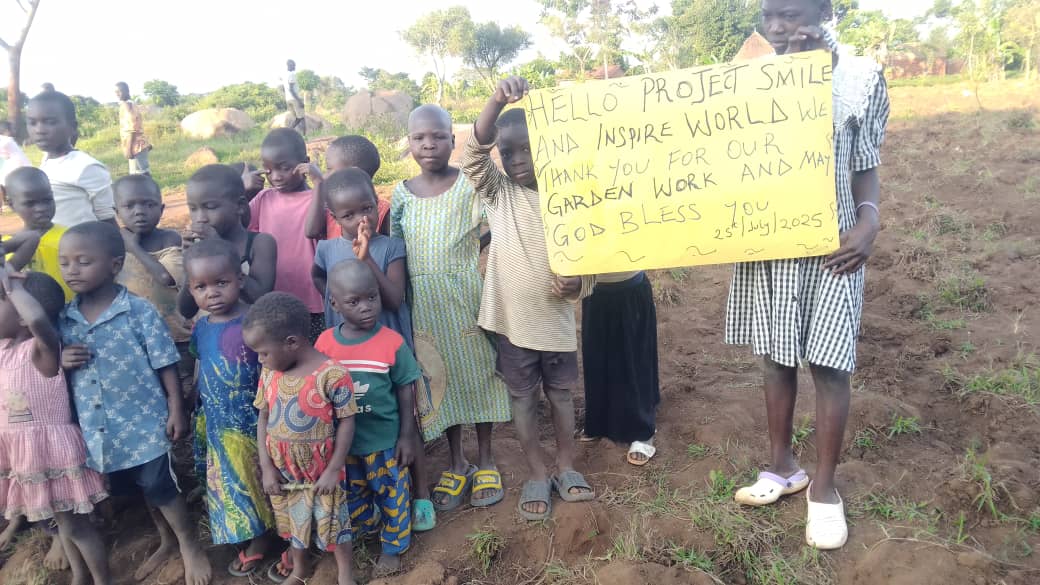 HELLO PROJECT SMILE
AND INSPIRE WORLD WE
THANK YOU FOR OUR
GARDEN WORK AND MAY
GOD BLESS YOU
25t/July/2025
adidas